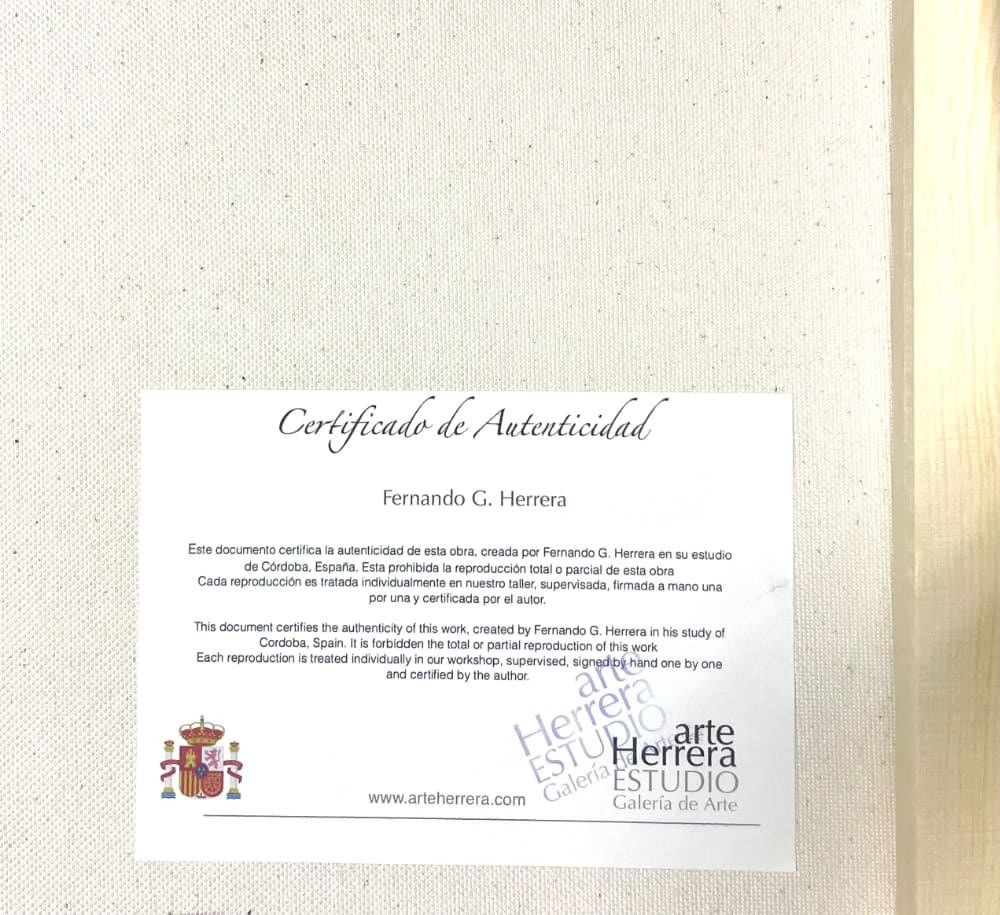 Certificado de Autenticidad
Fernando G. Herrera
Este documento certifica la autenticidad de esta obra, creada por Fernando G. Herrera en su estudio
de Córdoba, España. Esta prohibida la reproducción total o parcial de esta obra
Cada reproducción es tratada individualmente en nuestro taller, supervisada, firmada a mano una
por una y certificada por el autor.
This document certifies the authenticity of this work, created by Fernando G. Herrera in his study of
Cordoba, Spain. It is forbidden the total or partial reproduction of this work
Each reproduction is treated individually in our workshop, supervised, signed by hand one by one
and certified by the author.
arte
Herrera
ESTUDIO
Galería de Arte
arte
Herrera
ESTUDIO
Galería de Arte
www.arteherrera.com